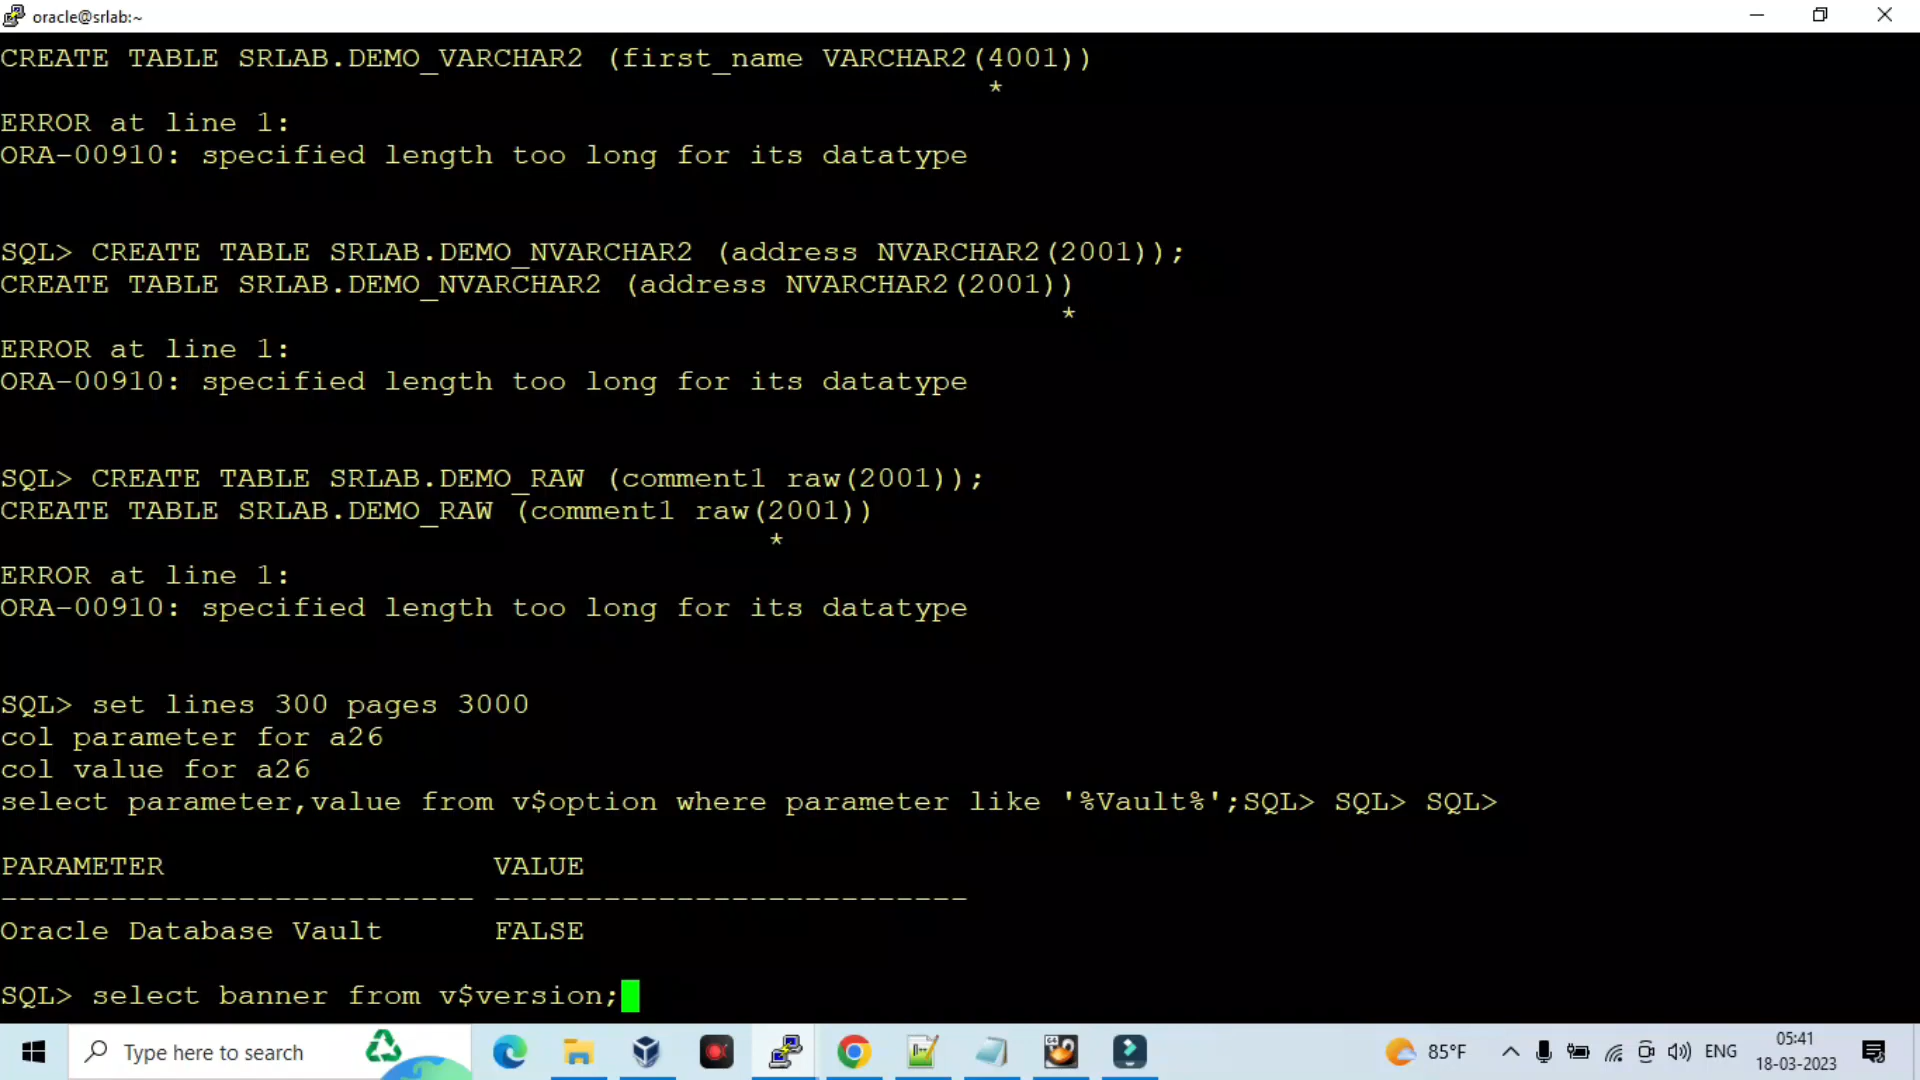 oracle@srlab:~
CREATE TABLE SRLAB.DEMO_VARCHAR2 (first_name VARCHAR2(4001))
*
ERROR at line 1:
ORA-00910: specified length too long for its datatype
SQL> CREATE TABLE SRLAB.DEMO_NVARCHAR2 (address NVARCHAR2(2001));
CREATE TABLE SRLAB.DEMO_NVARCHAR2 (address NVARCHAR2(2001))
*
ERROR at line 1:
ORA-00910: specified length too long for its datatype
SQL> CREATE TABLE SRLAB.DEMO_RAW (comment1 raw(2001));
CREATE TABLE SRLAB.DEMO_RAW (comment1 raw(2001))
*
ERROR at line 1:
ORA-00910: specified length too long for its datatype
SQL> set lines 300 pages 3000
col parameter for a26
col value for a26
select parameter,value from v$option where parameter like '%Vault%';SQL> SQL> SQL>
PARAMETER VALUE
-------------------------- --------------------------
Oracle Database Vault FALSE
SQL> select banner from v$version;
Type here to search
85°F
ENG
05:41
18-03-2023